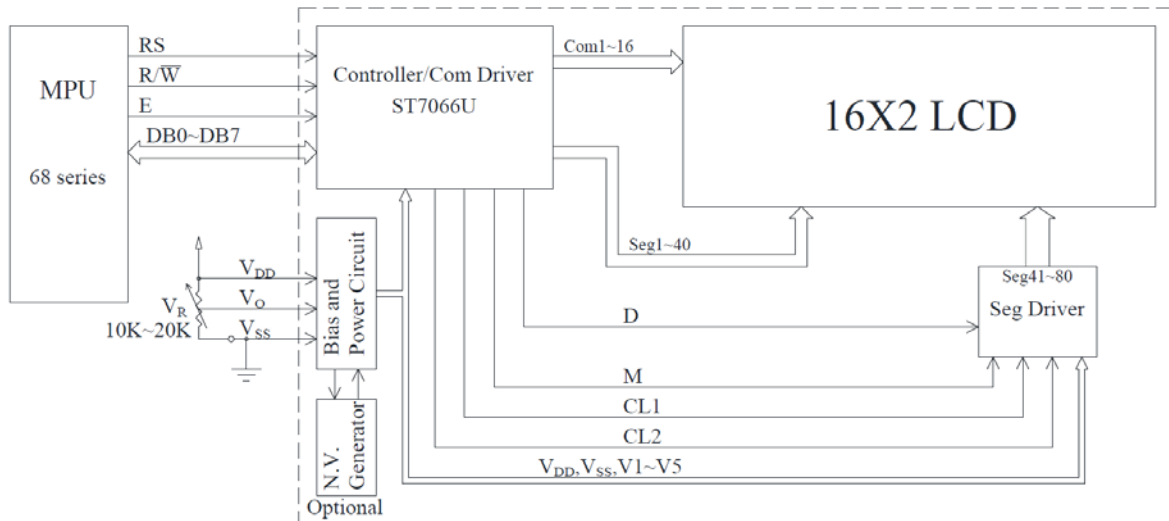 MPU
68 series
RS
R/W̅
E
DB0~DB7
Controller/Com Driver
ST7066U
Com1~16
16X2 LCD
Seg1~40
Seg41~80
Seg Driver
VDD
VO
VSS
VR
10K~20K
Bias and
Power Circuit
N.V.
Generator
Optional
D
M
CL1
CL2
VDD,VSS,V1~V5